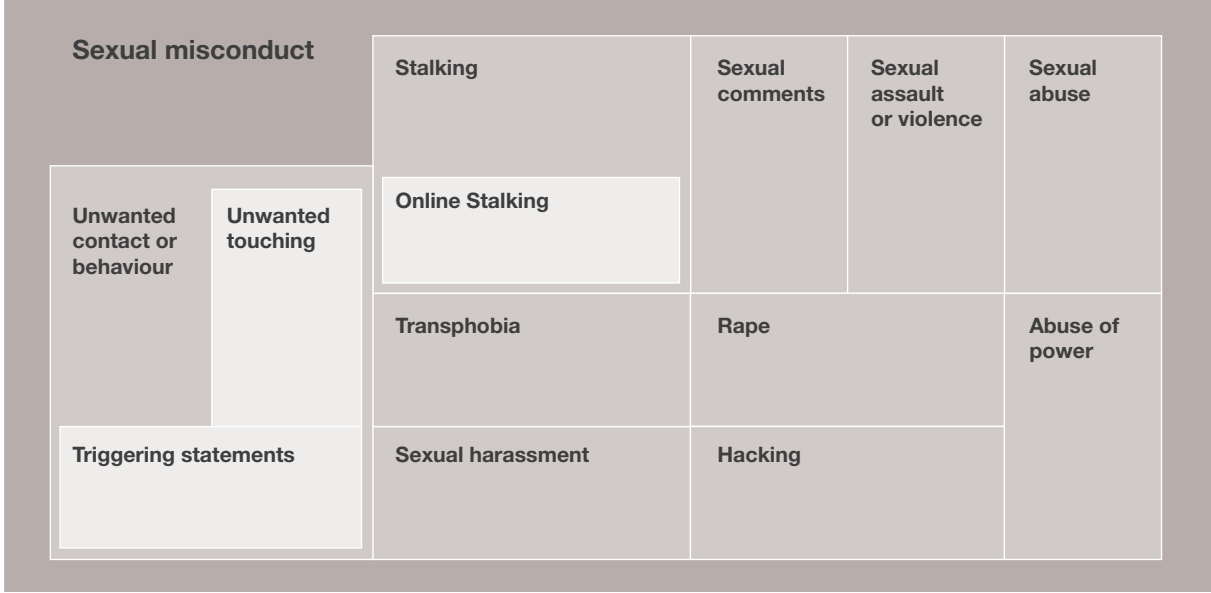 Sexual misconduct
Stalking
Sexual
comments
Sexual
assault
or violence
Sexual
abuse
Online Stalking
Unwanted
contact or
behaviour
Unwanted
touching
Transphobia
Rape
Abuse of
power
Triggering statements
Sexual harassment
Hacking